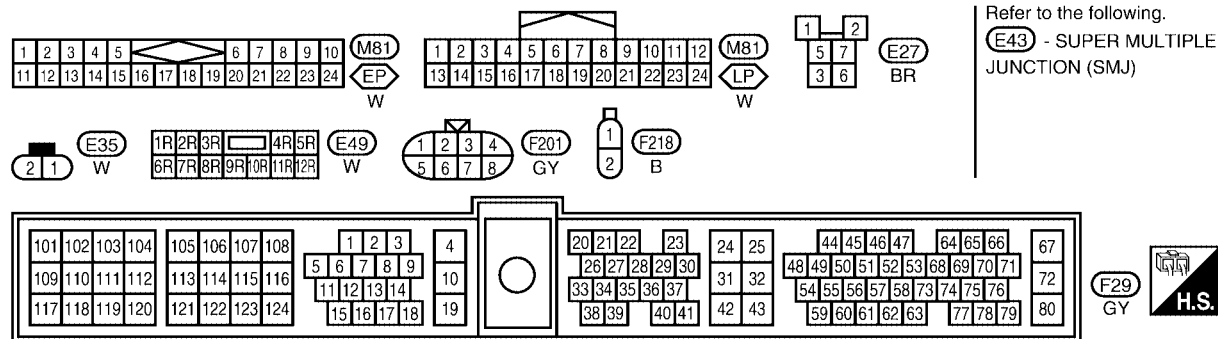 1 2 3 4 5 6 7 8 9 10
11 12 13 14 15 16 17 18 19 20 21 22 23 24
M81
EP
W
1 2 3 4 5 6 7 8 9 10 11 12
13 14 15 16 17 18 19 20 21 22 23 24
M81
LP
W
1 2
5 7
3 6
E27
BR
Refer to the following.
E43 - SUPER MULTIPLE
JUNCTION (SMJ)
2 1
E35
W
1R 2R 3R 4R 5R
6R 7R 8R 9R 10R 11R 12R
E49
W
1 2 3 4
5 6 7 8
F201
GY
1
2
F218
B
101 102 103 104 105 106 107 108 1 2 3 4 20 21 22 23 24 25 44 45 46 47 64 65 66 67
109 110 111 112 113 114 115 116 5 6 7 8 9 10 26 27 28 29 30 31 32 48 49 50 51 52 53 68 69 70 71 72
11 12 13 14 33 34 35 36 37 54 55 56 57 58 73 74 75 76
117 118 119 120 121 122 123 124 15 16 17 18 19 38 39 40 41 42 43 59 60 61 62 63 77 78 79 80
F29
GY
H.S.